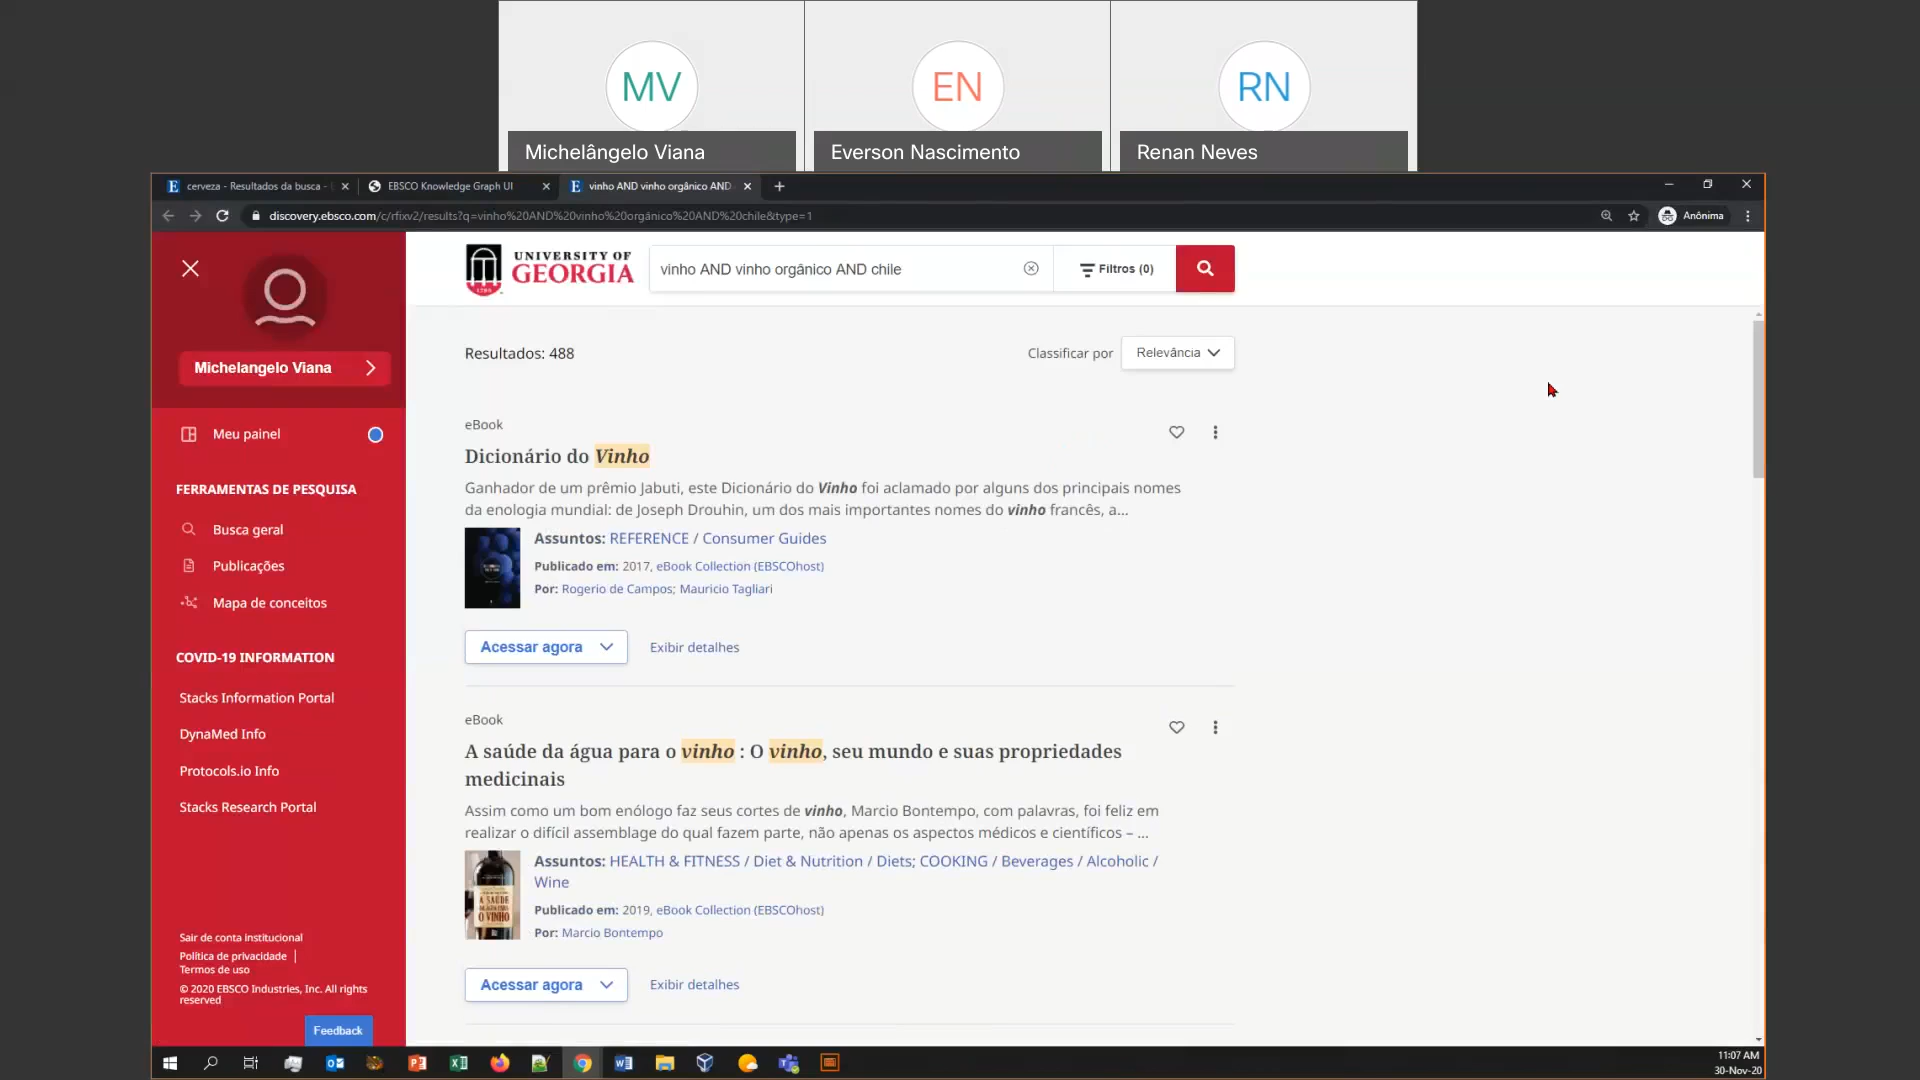 MV
EN
RN
Michelângelo Viana
Everson Nascimento
Renan Neves
cerveza - Resultados da busca -
EBSCO Knowledge Graph UI
vinho AND vinho orgânico AND
discovery.ebsco.com/c/rfixv2/results?q=vinho%20AND%20vinho%20orgânico%20AND%20chile&type=1
Anônima
Michelangelo Viana
Meu painel
FERRAMENTAS DE PESQUISA
Busca geral
Publicações
Mapa de conceitos
COVID-19 INFORMATION
Stacks Information Portal
DynaMed Info
Protocols.io Info
Stacks Research Portal
Sair de conta institucional
Política de privacidade |
Termos de uso
© 2020 EBSCO Industries, Inc. All rights
reserved
Feedback
UNIVERSITY OF
GEORGIA
1785
vinho AND vinho orgânico AND chile
Filtros (0)
Resultados: 488
Classificar por
Relevância
eBook
Dicionário do Vinho
Ganhador de um prêmio Jabuti, este Dicionário do Vinho foi aclamado por alguns dos principais nomes
da enologia mundial: de Joseph Drouhin, um dos mais importantes nomes do vinho francês, a...
Assuntos: REFERENCE / Consumer Guides
Publicado em: 2017, eBook Collection (EBSCOhost)
Por: Rogerio de Campos; Mauricio Tagliari
Acessar agora
Exibir detalhes
eBook
A saúde da água para o vinho : O vinho, seu mundo e suas propriedades
medicinais
Assim como um bom enólogo faz seus cortes de vinho, Marcio Bontempo, com palavras, foi feliz em
realizar o difícil assemblage do qual fazem parte, não apenas os aspectos médicos e científicos – ...
A SAÚDE
DA ÁGUA PARA
O VINHO
Assuntos: HEALTH & FITNESS / Diet & Nutrition / Diets; COOKING / Beverages / Alcoholic /
Wine
Publicado em: 2019, eBook Collection (EBSCOhost)
Por: Marcio Bontempo
Acessar agora
Exibir detalhes
11:07 AM
30-Nov-20